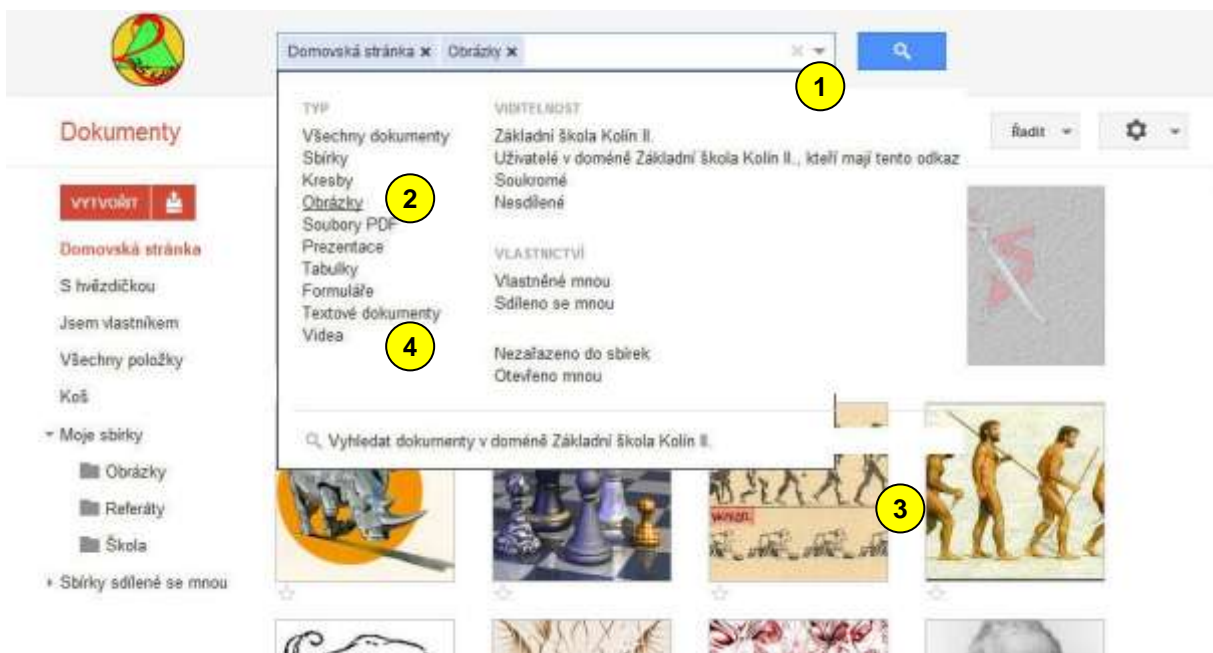 Domovská stránka × Obrázky ×
1
TYP
Všechny dokumenty
Sbírky
Kresby
Obrázky
2
Soubory PDF
Prezentace
Tabulky
Formuláře
Textové dokumenty
Videa
4
VIDITELNOST
Základní škola Kolín II.
Uživatelé v doméně Základní škola Kolín II., kteří mají tento odkaz
Soukromé
Nesdílené
VLASTNICTVÍ
Vlastněné mnou
Sdíleno se mnou
Nezařazeno do sbírek
Otevřeno mnou
Vyhledat dokumenty v doméně Základní škola Kolín II.
Dokumenty
Řadit
VYTVOŘIT
Domovská stránka
S hvězdičkou
Jsem vlastníkem
Všechny položky
Koš
Moje sbírky
Obrázky
Referáty
Škola
Sbírky sdílené se mnou
3